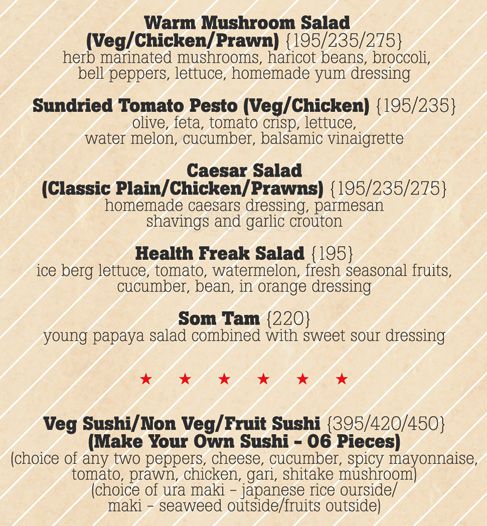 Warm Mushroom Salad
(Veg/Chicken/Prawn) {195/235/275}
herb marinated mushrooms, haricot beans, broccoli,
bell peppers, lettuce, homemade yum dressing
Sundried Tomato Pesto (Veg/Chicken) {195/235}
olive, feta, tomato crisp, lettuce,
water melon, cucumber, balsamic vinaigrette
Caesar Salad
(Classic Plain/Chicken/Prawns) {195/235/275}
homemade caesars dressing, parmesan
shavings and garlic crouton
Health Freak Salad {195}
ice berg lettuce, tomato, watermelon, fresh seasonal fruits,
cucumber, bean, in orange dressing
Som Tam {220}
young papaya salad combined with sweet sour dressing
Veg Sushi/Non Veg/Fruit Sushi {395/420/450}
(Make Your Own Sushi - 06 Pieces)
(choice of any two peppers, cheese, cucumber, spicy mayonnaise,
tomato, prawn, chicken, gari, shitake mushroom)
(choice of ura maki - japanese rice ourside/
maki - seaweed outside/fruits outside)